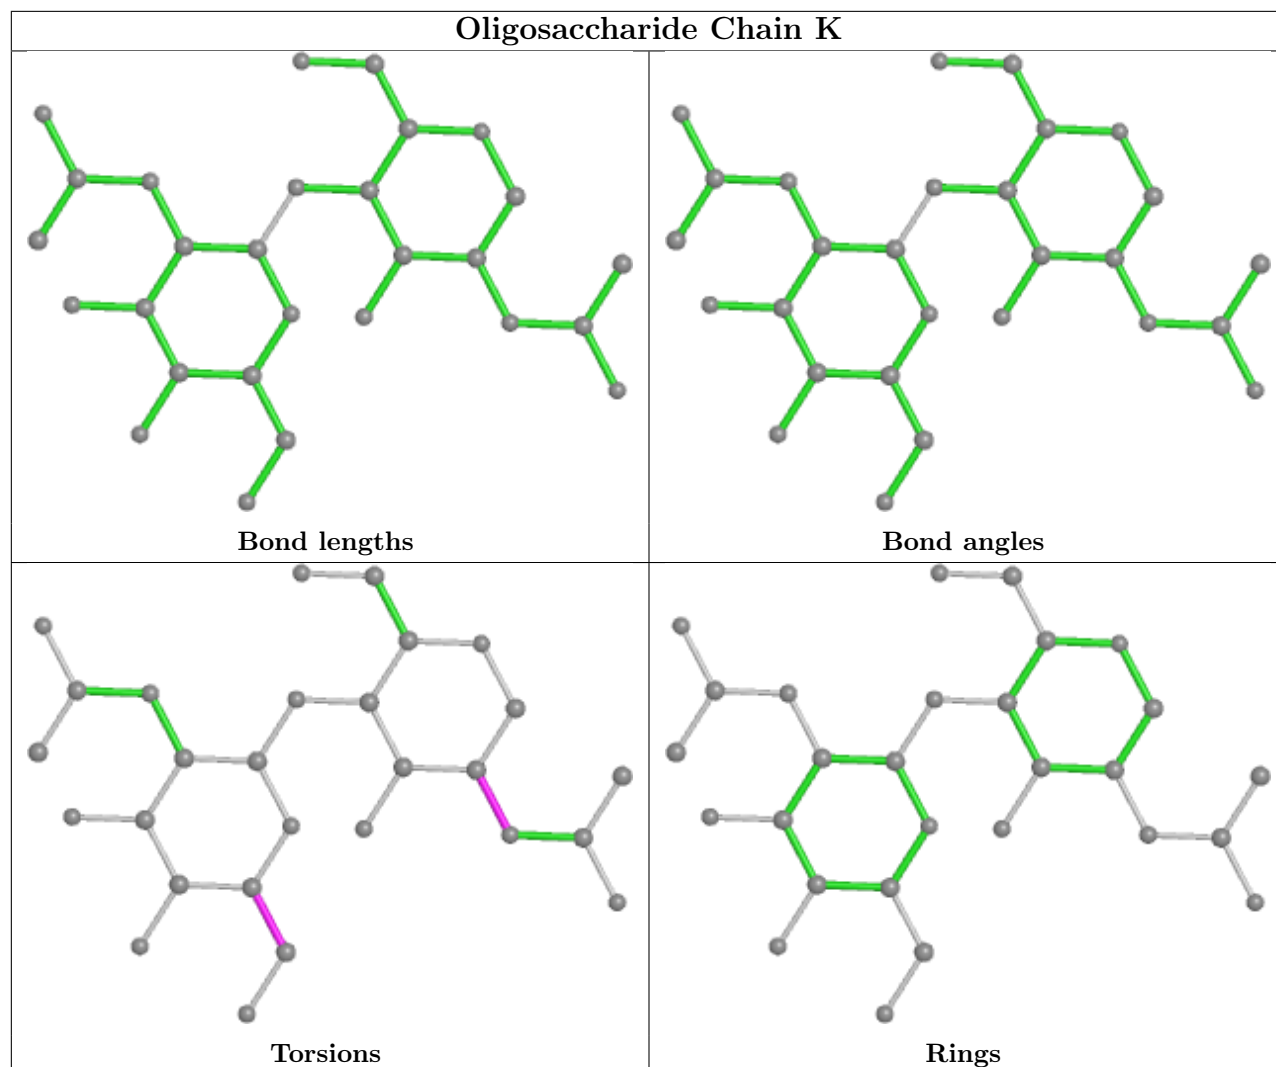 Oligosaccharide Chain K
Bond lengths
Bond angles
Torsions
Rings